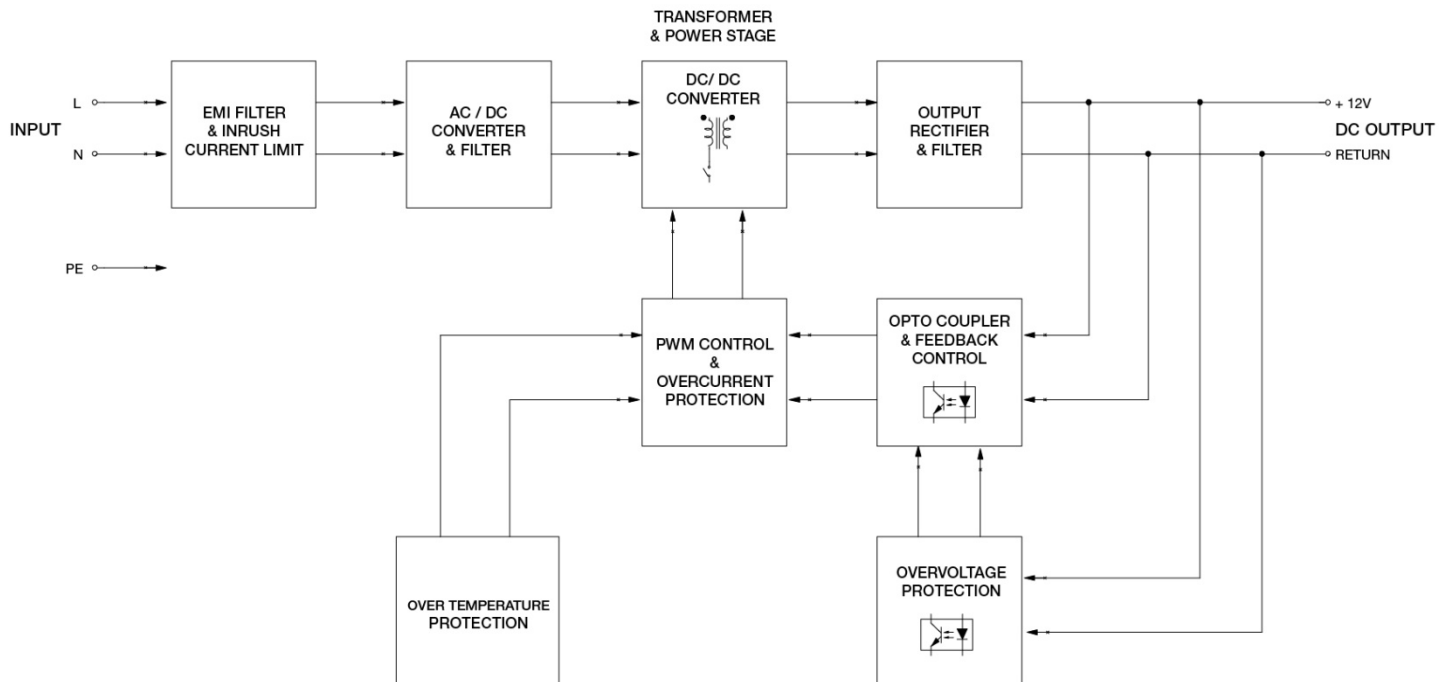 TRANSFORMER
& POWER STAGE
INPUT
L
N
PE
EMI FILTER
& INRUSH
CURRENT LIMIT
AC / DC
CONVERTER
& FILTER
DC/ DC
CONVERTER
OUTPUT
RECTIFIER
& FILTER
+ 12V
DC OUTPUT
RETURN
PWM CONTROL
&
OVERCURRENT
PROTECTION
OPTO COUPLER
& FEEDBACK
CONTROL
OVER TEMPERATURE
PROTECTION
OVERVOLTAGE
PROTECTION